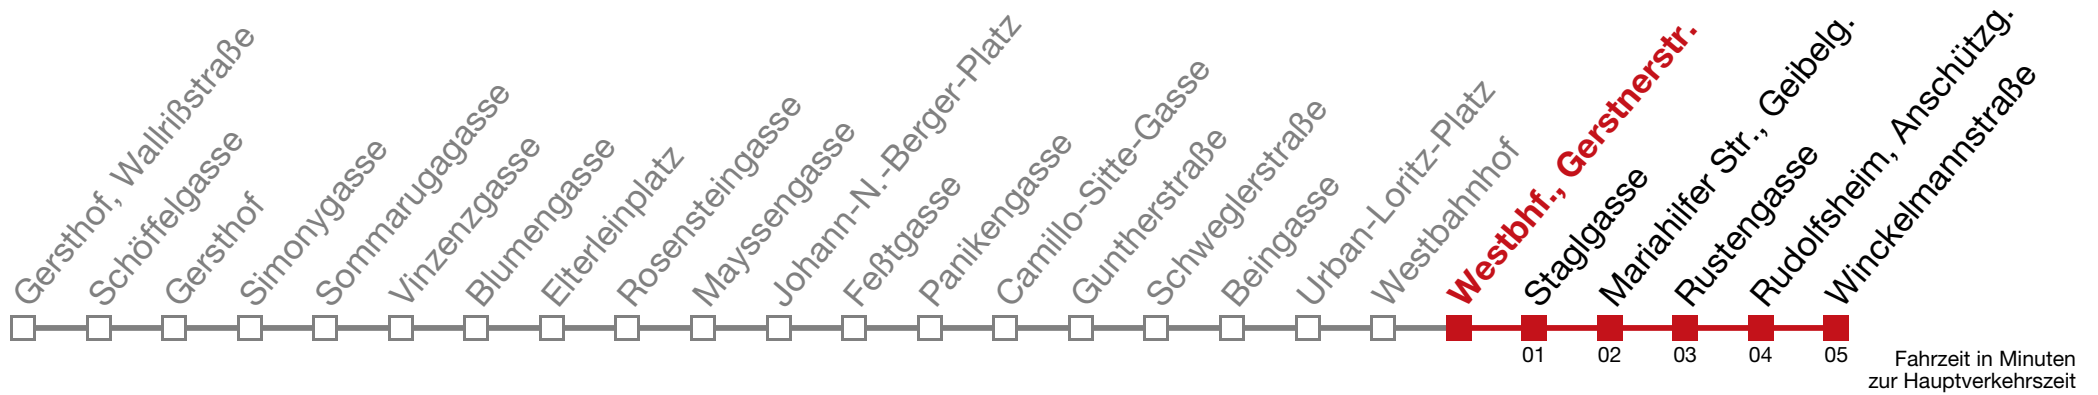 Gersthof, Wallrißstraße
Schöffelgasse
Gersthof
Simonygasse
Sommarugagasse
Vinzenzgasse
Blumengasse
Elterleinplatz
Rosensteingasse
Mayssengasse
Johann-N.-Berger-Platz
Feßtgasse
Panikengasse
Camillo-Sitte-Gasse
Guntherstraße
Schweglerstraße
Beingasse
Urban-Loritz-Platz
Westbahnhof
Westbhf., Gerstnerstr.
Staglgasse
Mariahilfer Str., Geibelg.
Rustengasse
Rudolfsheim, Anschützg.
Winckelmannstraße
01 02 03 04 05
Fahrzeit in Minuten
zur Hauptverkehrszeit